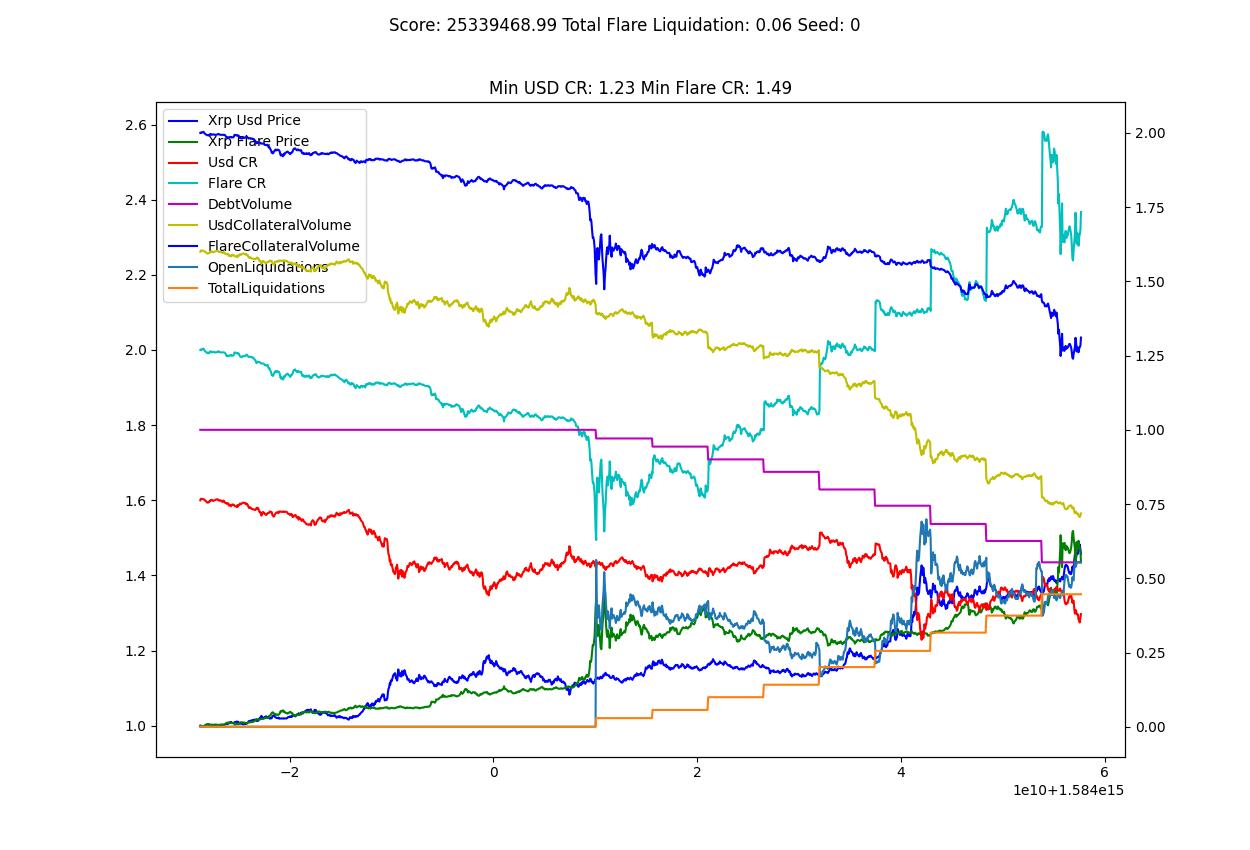 Score: 25339468.99 Total Flare Liquidation: 0.06 Seed: 0
Min USD CR: 1.23 Min Flare CR: 1.49
Xrp Usd Price
Xrp Flare Price
Usd CR
Flare CR
DebtVolume
UsdCollateralVolume
FlareCollateralVolume
OpenLiquidations
TotalLiquidations
2.6
2.4
2.2
2.0
1.8
1.6
1.4
1.2
1.0
2.00
1.75
1.50
1.25
1.00
0.75
0.50
0.25
0.00
−2 0 2 4 6
1e10+1.584e15